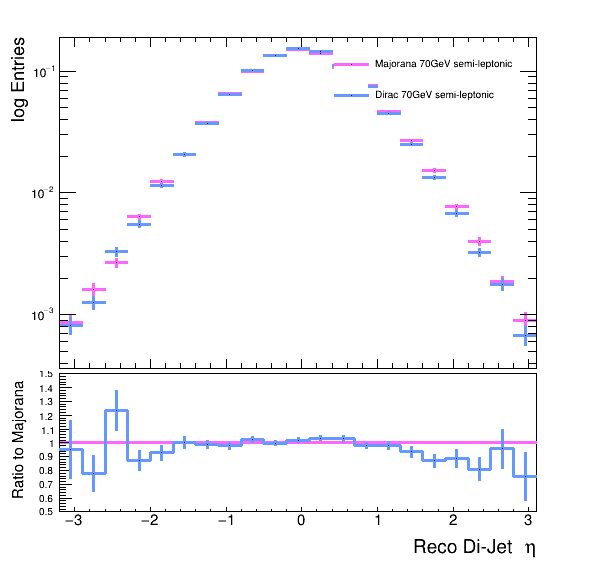 log Entries
10⁻¹
10⁻²
10⁻³
Majorana 70GeV semi-leptonic
Dirac 70GeV semi-leptonic
Ratio to Majorana
1.5
1.4
1.3
1.2
1.1
1
0.9
0.8
0.7
0.6
0.5
−3 −2 −1 0 1 2 3
Reco Di-Jet η